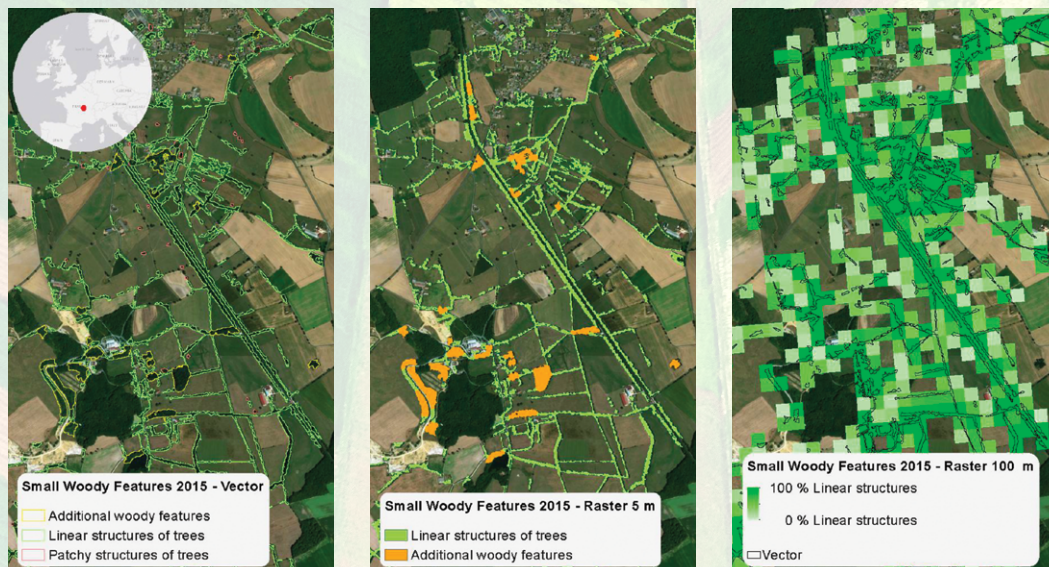 Small Woody Features 2015 - Vector
Additional woody features
Linear structures of trees
Patchy structures of trees
Small Woody Features 2015 - Raster 5 m
Linear structures of trees
Additional woody features
Small Woody Features 2015 - Raster 100 m
100 % Linear structures
0 % Linear structures
Vector